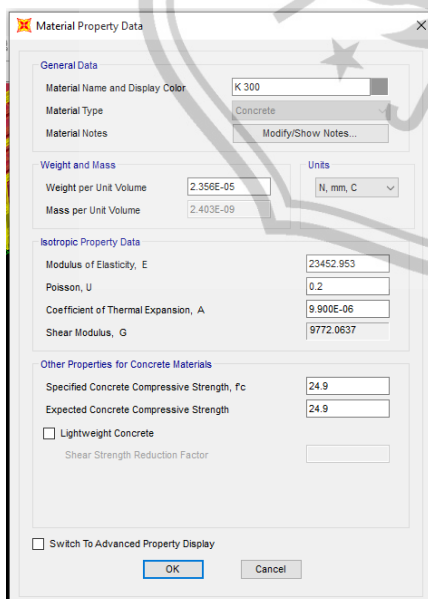 Material Property Data
General Data
Material Name and Display Color K 300
Material Type Concrete
Material Notes Modify/Show Notes...
Weight and Mass
Weight per Unit Volume 2.356E-05
Mass per Unit Volume 2.403E-09
Units
N, mm, C
Isotropic Property Data
Modulus of Elasticity, E 23452.953
Poisson, U 0.2
Coefficient of Thermal Expansion, A 9.900E-06
Shear Modulus, G 9772.0637
Other Properties for Concrete Materials
Specified Concrete Compressive Strength, f'c 24.9
Expected Concrete Compressive Strength 24.9
Lightweight Concrete
Shear Strength Reduction Factor
Switch To Advanced Property Display
OK Cancel